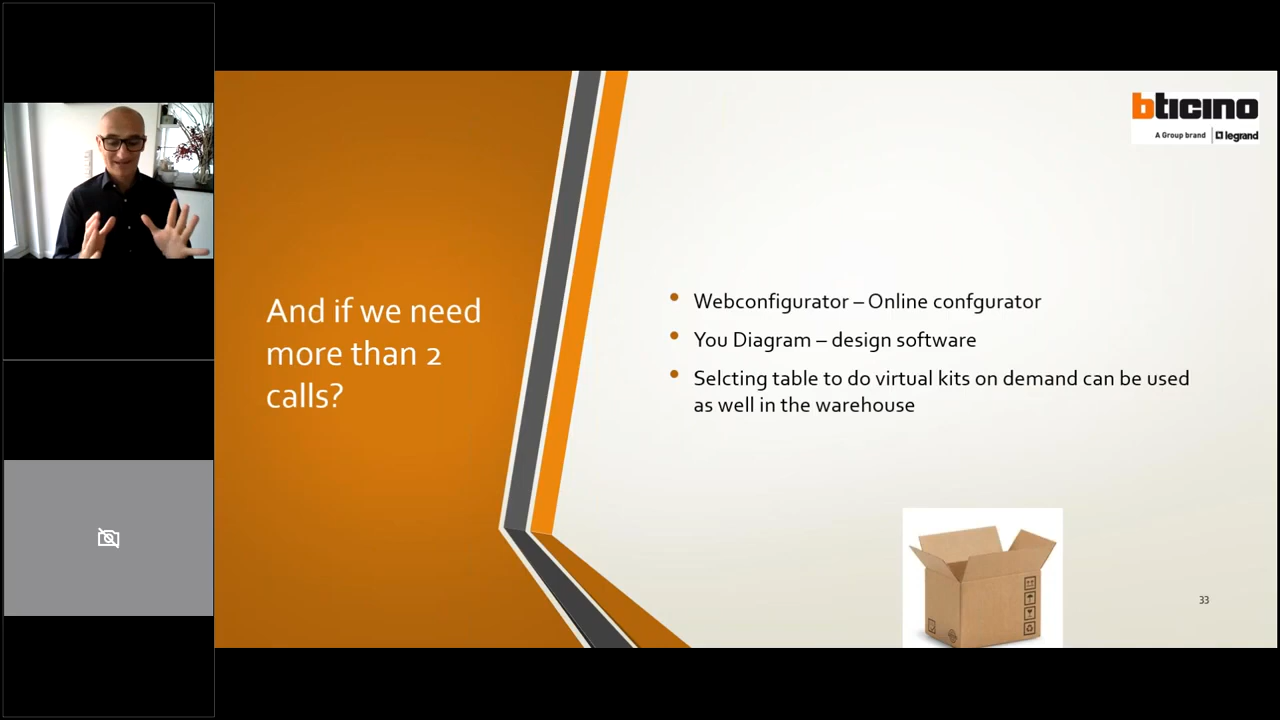 bticino
A Group brand | legrand
And if we need
more than 2
calls?
• Webconfigurator – Online confgurator
• You Diagram – design software
• Selcting table to do virtual kits on demand can be used
as well in the warehouse
33